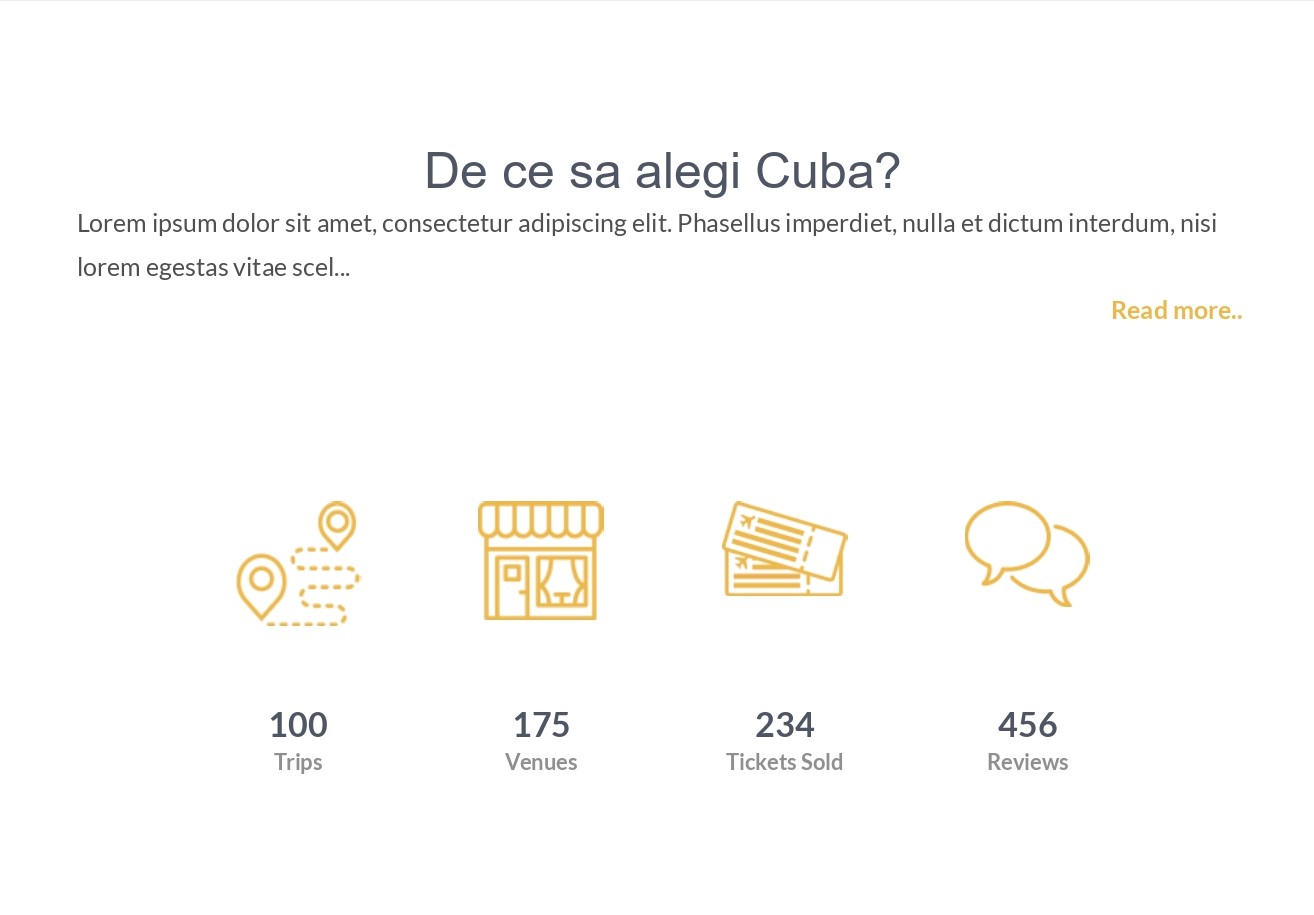 De ce sa alegi Cuba?
Lorem ipsum dolor sit amet, consectetur adipiscing elit. Phasellus imperdiet, nulla et dictum interdum, nisi
lorem egestas vitae scel...
Read more..
100 175 234 456
Trips Venues Tickets Sold Reviews